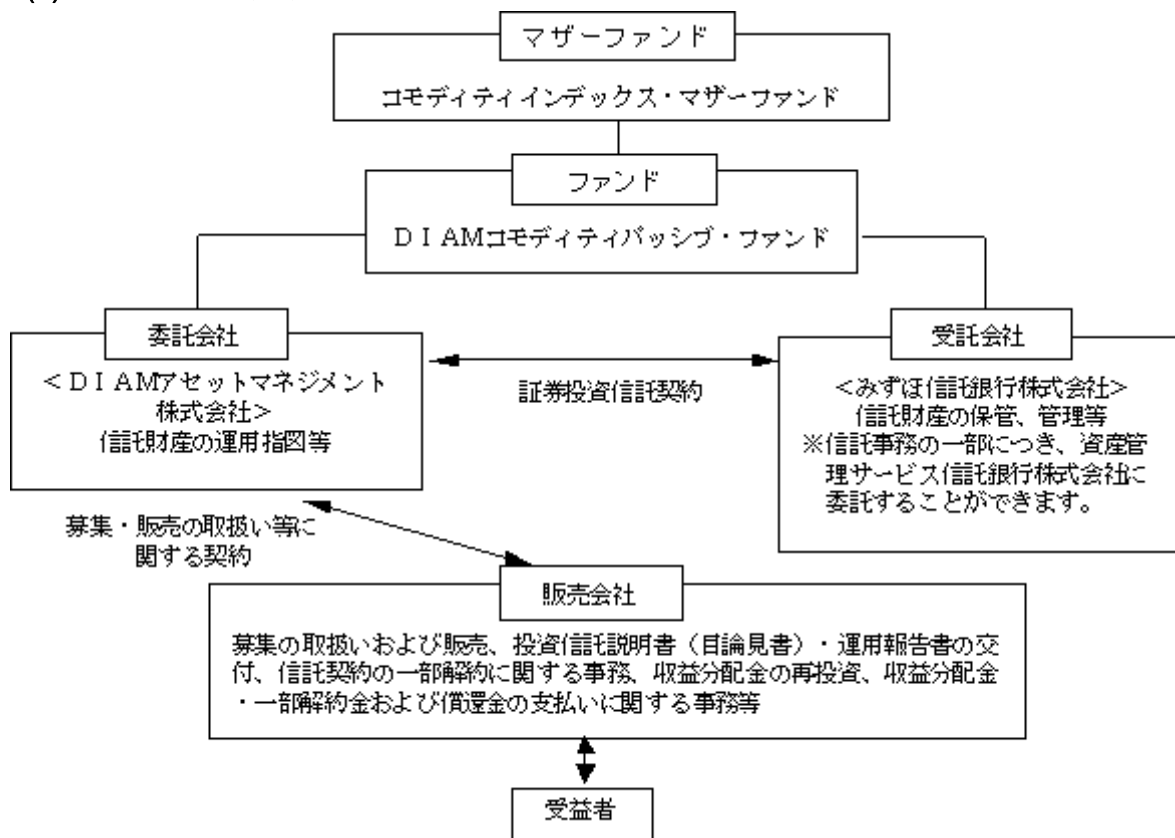 マザーファンド
コモディティインデックス・マザーファンド
ファンド
ＤＩＡＭコモディティパッシヴ・ファンド
委託会社
＜ＤＩＡＭアセットマネジメント
株式会社＞
信託財産の運用指図等
証券投資信託契約
受託会社
＜みずほ信託銀行株式会社＞
信託財産の保管、管理等
※信託事務の一部につき、資産管
理サービス信託銀行株式会社に
委託することができます。
募集・販売の取扱い等に
関する契約
販売会社
募集の取扱いおよび販売、投資信託説明書（目論見書）・運用報告書の交
付、信託契約の一部解約に関する事務、収益分配金の再投資、収益分配金
・一部解約金および償還金の支払いに関する事務等
受益者